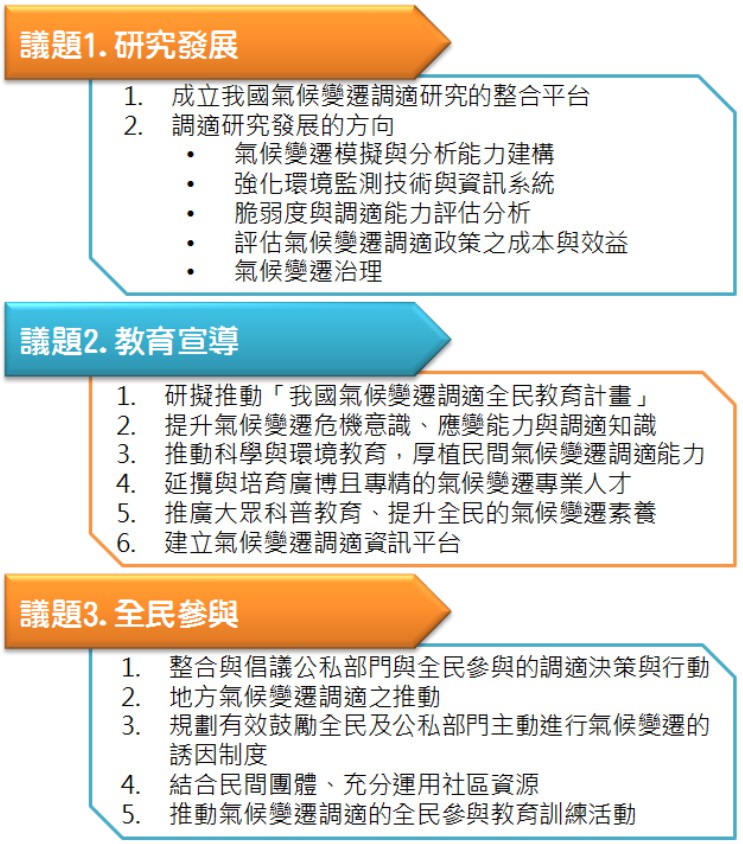 議題1.研究發展
1. 成立我國氣候變遷調適研究的整合平台
2. 調適研究發展的方向
• 氣候變遷模擬與分析能力建構
• 強化環境監測技術與資訊系統
• 脆弱度與調適能力評估分析
• 評估氣候變遷調適政策之成本與效益
• 氣候變遷治理
議題2.教育宣導
1. 研擬推動「我國氣候變遷調適全民教育計畫」
2. 提升氣候變遷危機意識、應變能力與調適知識
3. 推動科學與環境教育，厚植民間氣候變遷調適能力
4. 延攬與培育廣博且專精的氣候變遷專業人才
5. 推廣大眾科普教育、提升全民的氣候變遷素養
6. 建立氣候變遷調適資訊平台
議題3.全民參與
1. 整合與倡議公私部門與全民參與的調適決策與行動
2. 地方氣候變遷調適之推動
3. 規劃有效鼓勵全民及公私部門主動進行氣候變遷的
誘因制度
4. 結合民間團體、充分運用社區資源
5. 推動氣候變遷調適的全民參與教育訓練活動